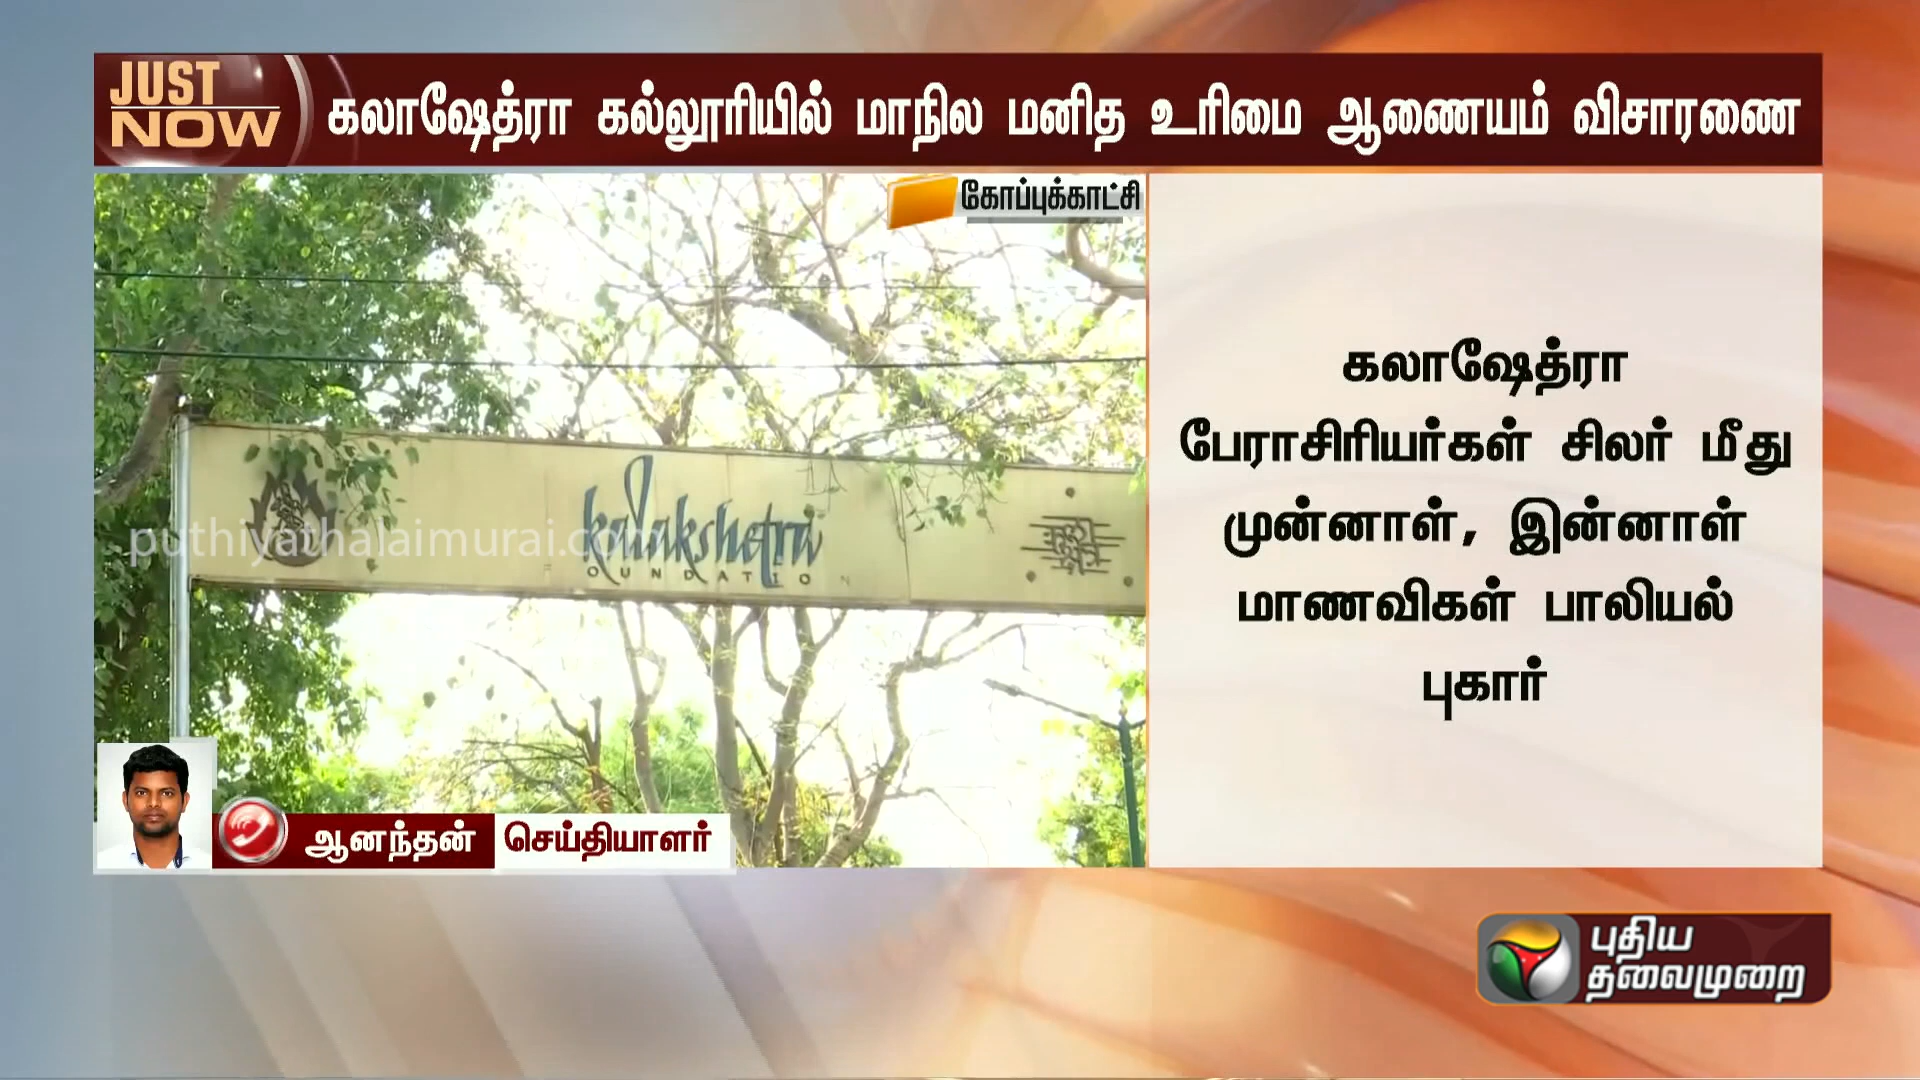 JUST
NOW
கலாஷேத்ரா கல்லூரியில் மாநில மனித உரிமை ஆணையம் விசாரணை
கோப்புக்காட்சி
கலாஷேத்ரா
பேராசிரியர்கள் சிலர் மீது
முன்னாள், இன்னாள்
மாணவிகள் பாலியல்
புகார்
kalakshetra
FOUNDATION
puthiyathalaimurai.com
ஆனந்தன் செய்தியாளர்
புதிய
தலைமுறை